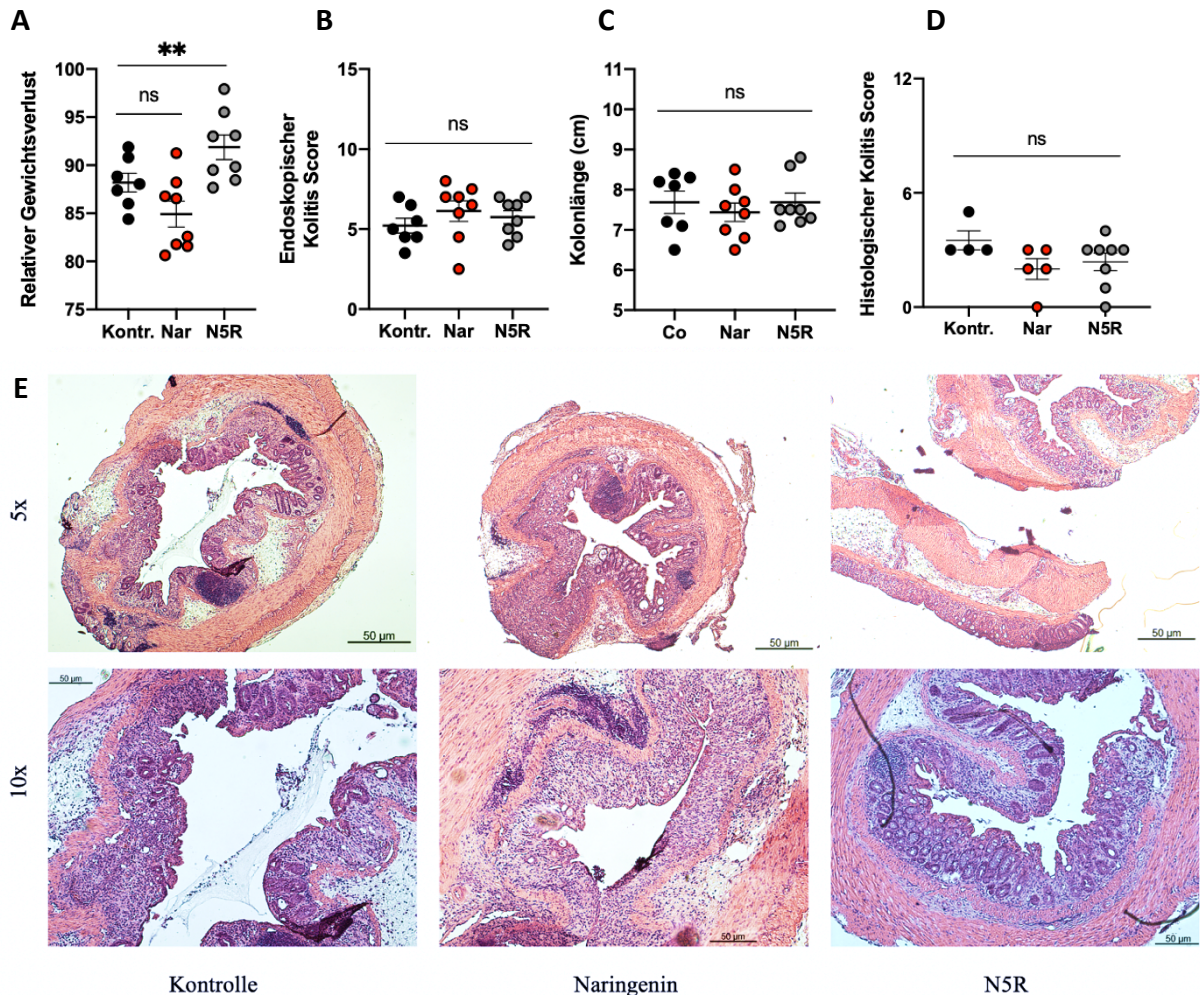 A
B
C
D
**
ns
ns
Relativer Gewichtsverlust
100
95
90
85
80
75
Kontr. Nar N5R
ns
Endoskopischer
Kolitis Score
15
10
5
0
Kontr. Nar N5R
ns
Kolonlänge (cm)
11
10
9
8
7
6
5
Co Nar N5R
ns
Histologischer Kolitis Score
12
6
0
Kontr. Nar N5R
E
5x
50 µm
50 µm
50 µm
10x
50 µm
50 µm
50 µm
Kontrolle Naringenin N5R